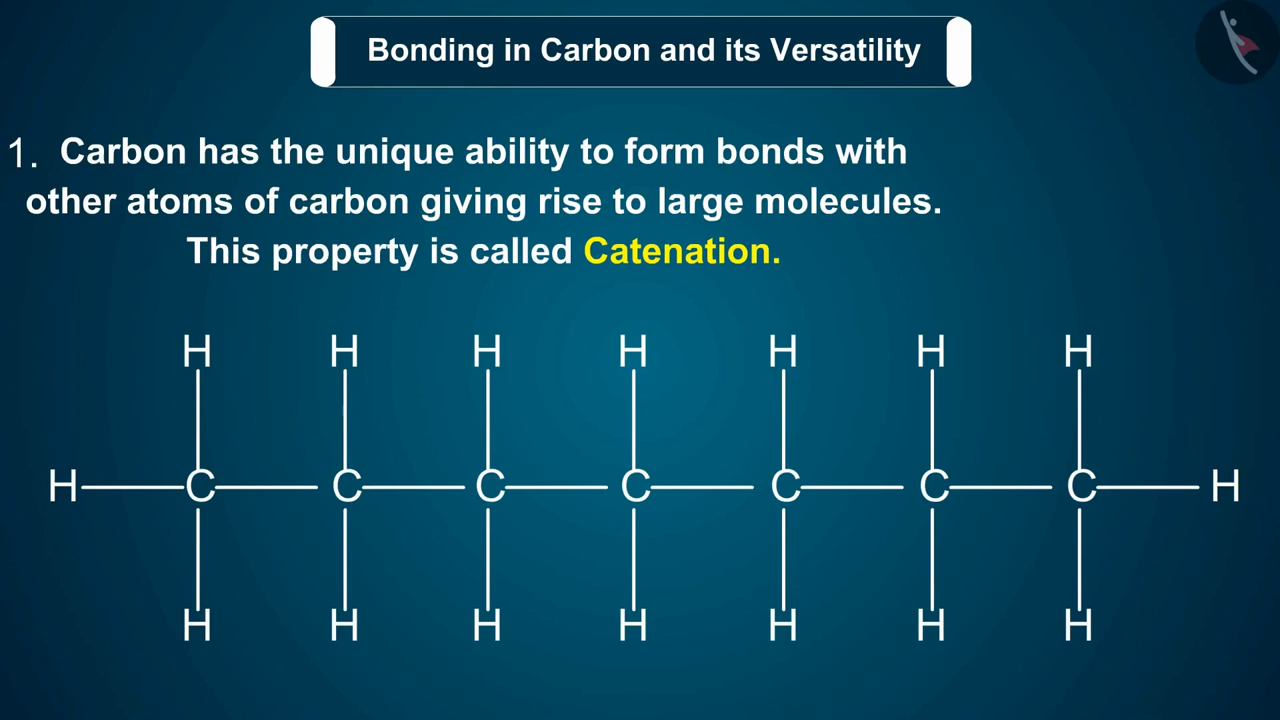 Bonding in Carbon and its Versatility
1. Carbon has the unique ability to form bonds with
other atoms of carbon giving rise to large molecules.
This property is called Catenation.
H H H H H H H
H C C C C C C C H
H H H H H H H